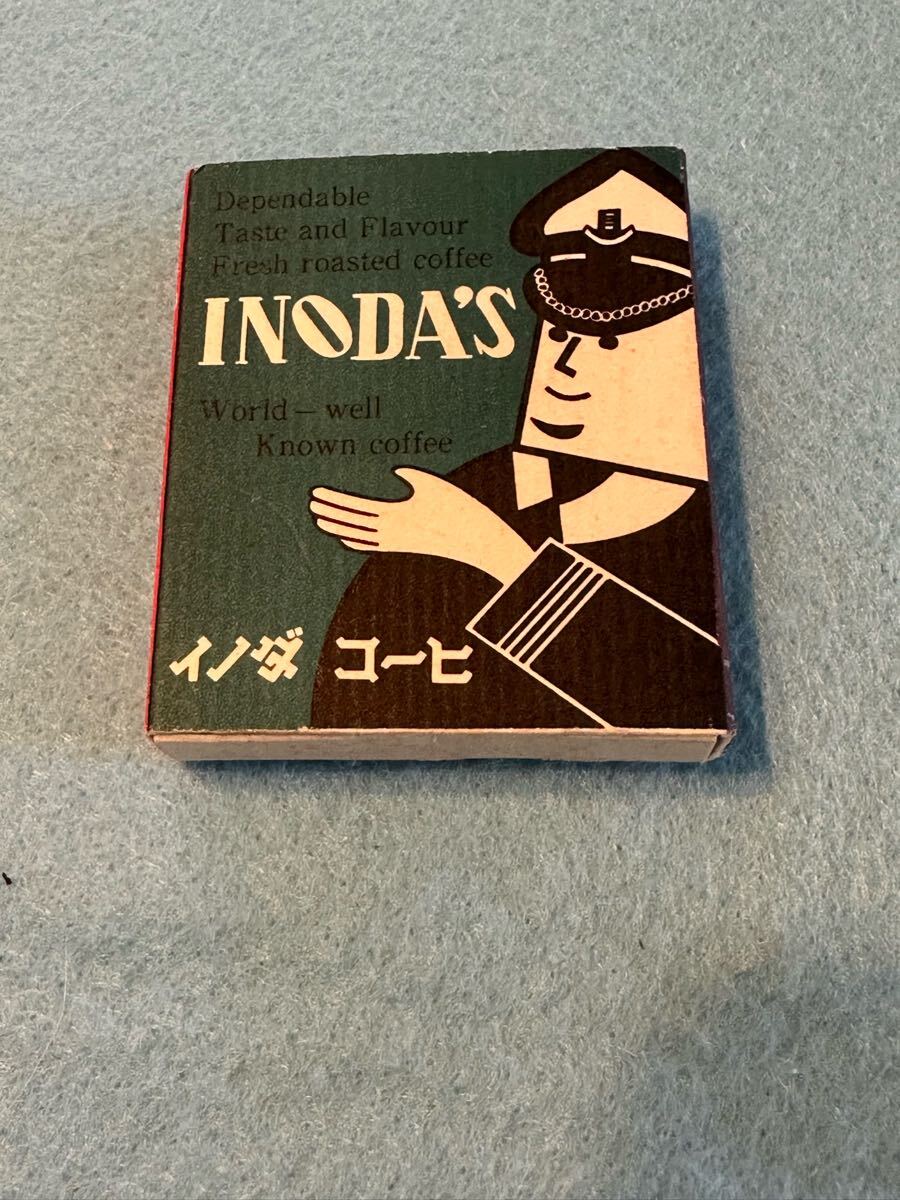 Dependable
Taste and Flavour
Fresh roasted coffee
INODA'S
World — well
Known coffee
イノダ コーヒ